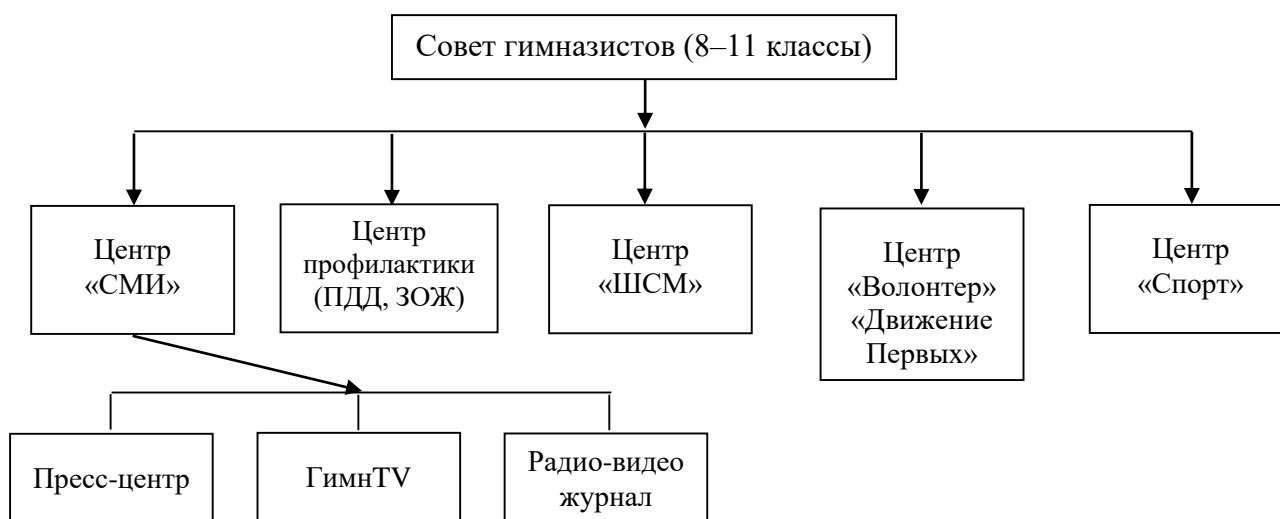 Совет гимназистов (8–11 классы)
Центр
«СМИ»
Центр
профилактики
(ПДД, ЗОЖ)
Центр
«ШСМ»
Центр
«Волонтер»
«Движение
Первых»
Центр
«Спорт»
Пресс-центр
ГимнTV
Радио-видео
журнал